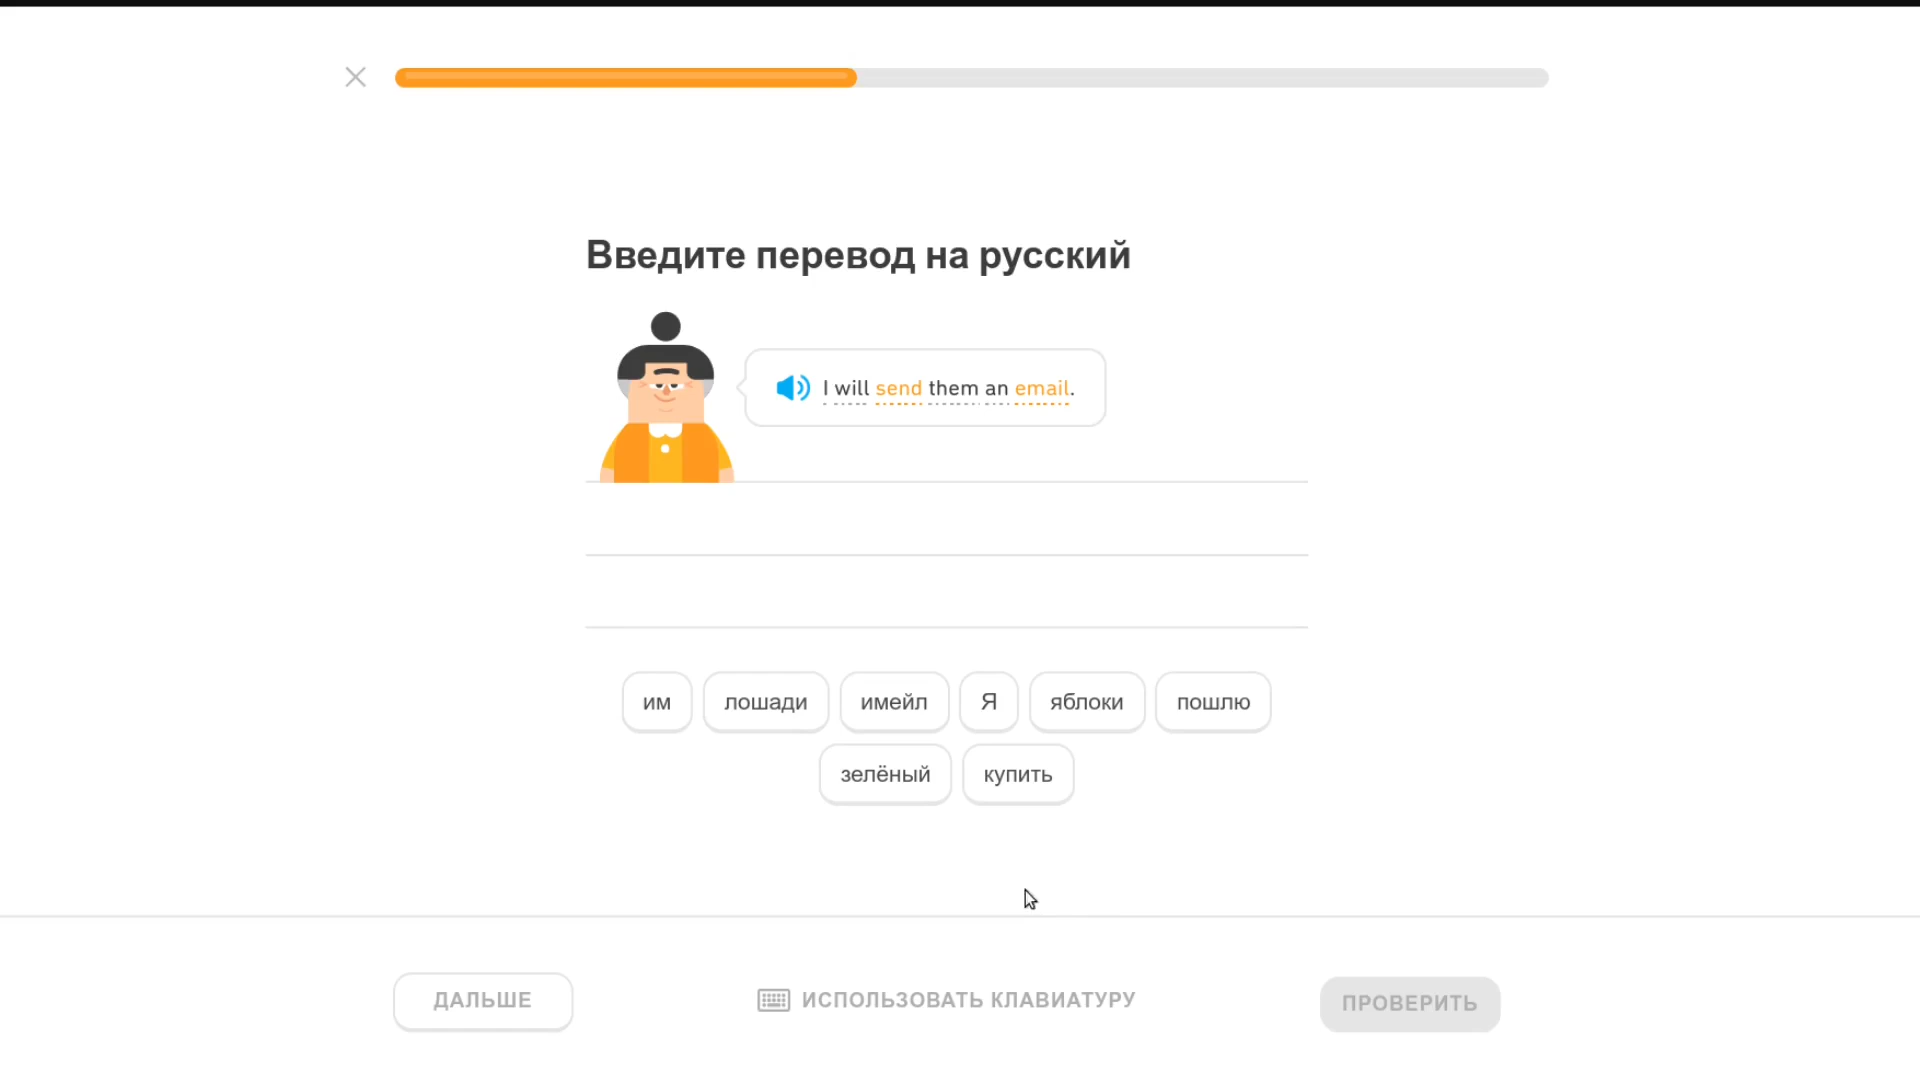 Введите перевод на русский
I will send them an email.
им лошади имейл Я яблоки пошлю
зелёный купить
ДАЛЬШЕ ИСПОЛЬЗОВАТЬ КЛАВИАТУРУ ПРОВЕРИТЬ